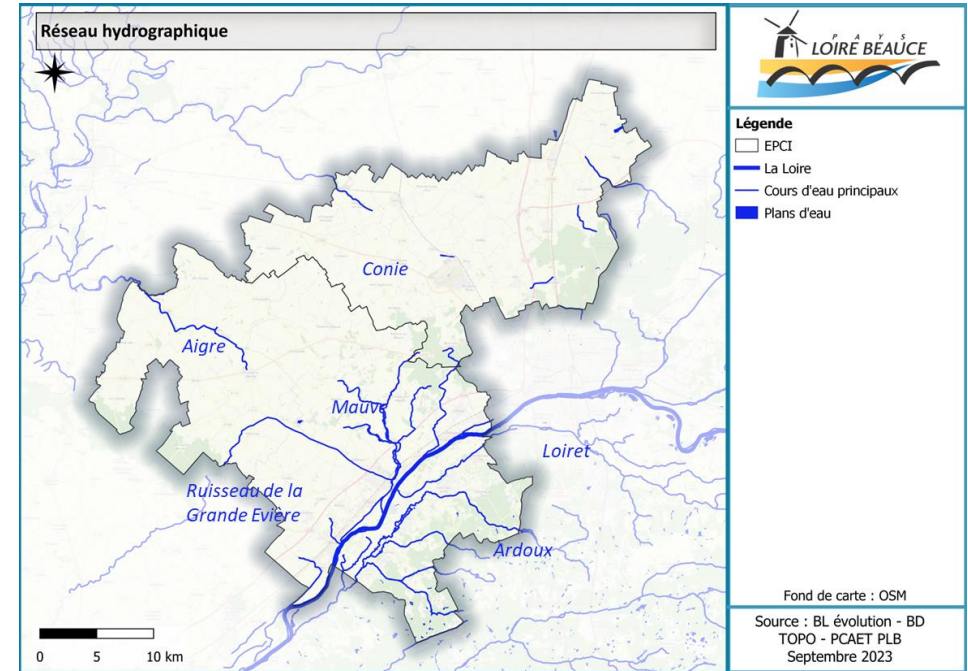 Réseau hydrographique
PAYS
LOIRE BEAUCE
Légende
EPCI
La Loire
Cours d'eau principaux
Plans d'eau
Conie
Aigre
Mauve
Loiret
Ruisseau de la
Grande Evière
Ardoux
0 5 10 km
Fond de carte : OSM
Source : BL évolution - BD
TOPO - PCAET PLB
Septembre 2023